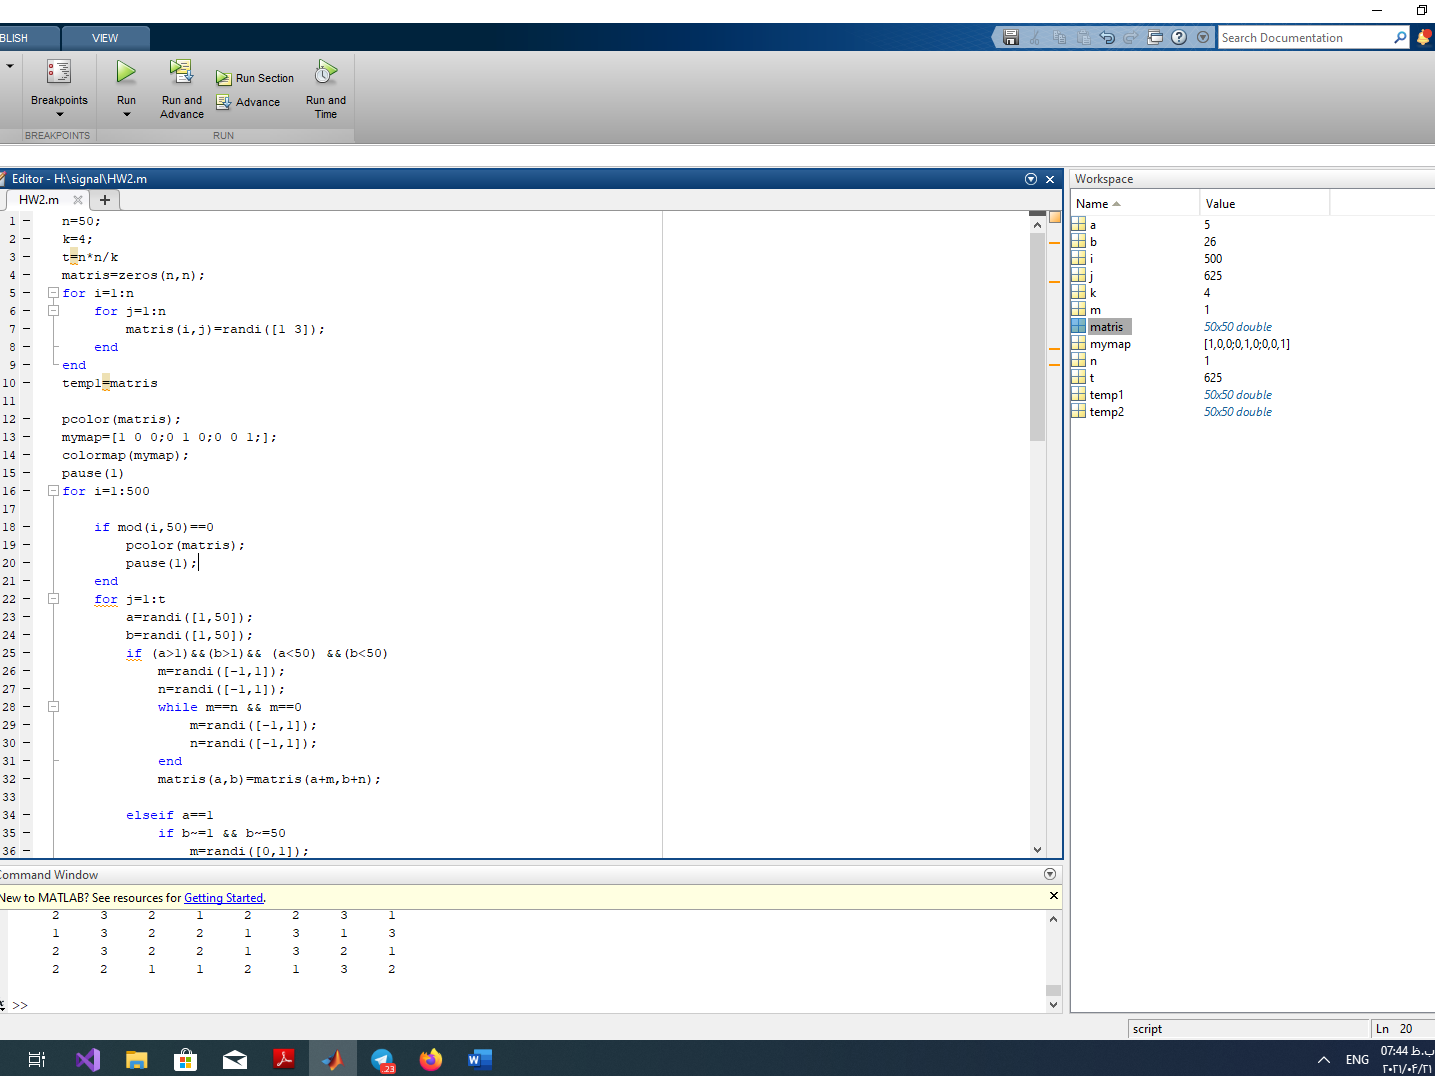 BLISH VIEW Search Documentation
Breakpoints Run Run and Advance Run Section Advance Run and Time
BREAKPOINTS RUN
Editor - H:\signal\HW2.m
HW2.m
1 n=50;
2 k=4;
3 t=n*n/k
4 matris=zeros(n,n);
5 for i=1:n
6 for j=1:n
7 matris(i,j)=randi([1 3]);
8 end
9 end
10 temp1=matris
11
12 pcolor(matris);
13 mymap=[1 0 0;0 1 0;0 0 1;];
14 colormap(mymap);
15 pause(1)
16 for i=1:500
17
18 if mod(i,50)==0
19 pcolor(matris);
20 pause(1);
21 end
22 for j=1:t
23 a=randi([1,50]);
24 b=randi([1,50]);
25 if (a>1)&&(b>1)&& (a<50) &&(b<50)
26 m=randi([-1,1]);
27 n=randi([-1,1]);
28 while m==n && m==0
29 m=randi([-1,1]);
30 n=randi([-1,1]);
31 end
32 matris(a,b)=matris(a+m,b+n);
33
34 elseif a==1
35 if b~=1 && b~=50
36 m=randi([0,1]);
Workspace
Name Value
a 5
b 26
i 500
j 625
k 4
m 1
matris 50x50 double
mymap [1,0,0;0,1,0;0,0,1]
n 1
t 625
temp1 50x50 double
temp2 50x50 double
Command Window
New to MATLAB? See resources for Getting Started.
2 3 2 1 2 2 3 1
1 3 2 2 1 3 1 3
2 3 2 2 1 3 2 1
2 2 1 1 2 1 3 2
>>
script Ln 20
23
W
ENG
07:44 ب.ظ
۲۰۲۱/۰۴/۲۱